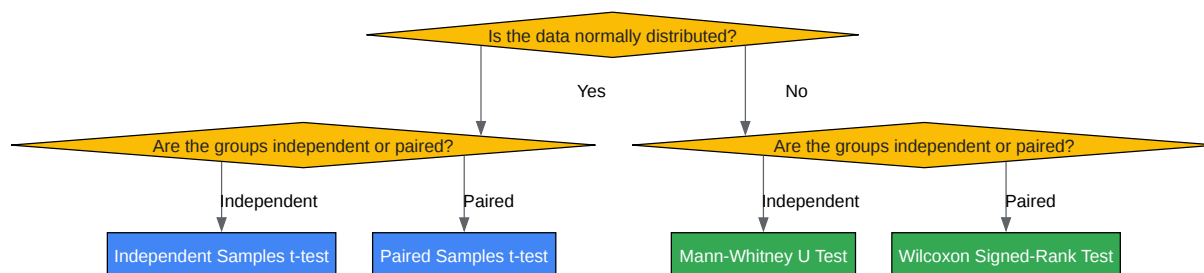 Is the data normally distributed?
Yes
No
Are the groups independent or paired?
Are the groups independent or paired?
Independent
Paired
Independent
Paired
Independent Samples t-test
Paired Samples t-test
Mann-Whitney U Test
Wilcoxon Signed-Rank Test